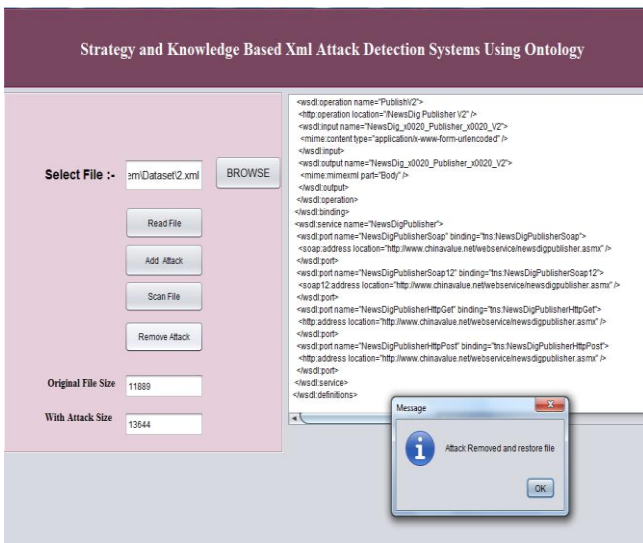 Strategy and Knowledge Based Xml Attack Detection Systems Using Ontology
Select File :-
em\Dataset\2.xml
BROWSE
Read File
Add Attack
Scan File
Remove Attack
Original File Size
11889
With Attack Size
13644
<wsdl:operation name="PublishV2">
<http:operation location="/NewsDig Publisher V2" />
<wsdl:input name="NewsDig_x0020_Publisher_x0020_V2">
<mime:content type="application/x-www-form-urlencoded" />
</wsdl:input>
<wsdl:output name="NewsDig_x0020_Publisher_x0020_V2">
<mime:mimexml part="Body" />
</wsdl:output>
</wsdl:operation>
</wsdl:binding>
<wsdl:service name="NewsDigPublisher">
<wsdl:port name="NewsDigPublisherSoap" binding="tns:NewsDigPublisherSoap">
<soap:address location="http://www.chinavalue.net/webservice/newsdigpublisher.asmx" />
</wsdl:port>
<wsdl:port name="NewsDigPublisherSoap12" binding="tns:NewsDigPublisherSoap12">
<soap12:address location="http://www.chinavalue.net/webservice/newsdigpublisher.asmx" />
</wsdl:port>
<wsdl:port name="NewsDigPublisherHttpGet" binding="tns:NewsDigPublisherHttpGet">
<http:address location="http://www.chinavalue.net/webservice/newsdigpublisher.asmx" />
</wsdl:port>
<wsdl:port name="NewsDigPublisherHttpPost" binding="tns:NewsDigPublisherHttpPost">
<http:address location="http://www.chinavalue.net/webservice/newsdigpublisher.asmx" />
</wsdl:port>
</wsdl:service>
</wsdl:definitions>
Message
Attack Removed and restore file
OK